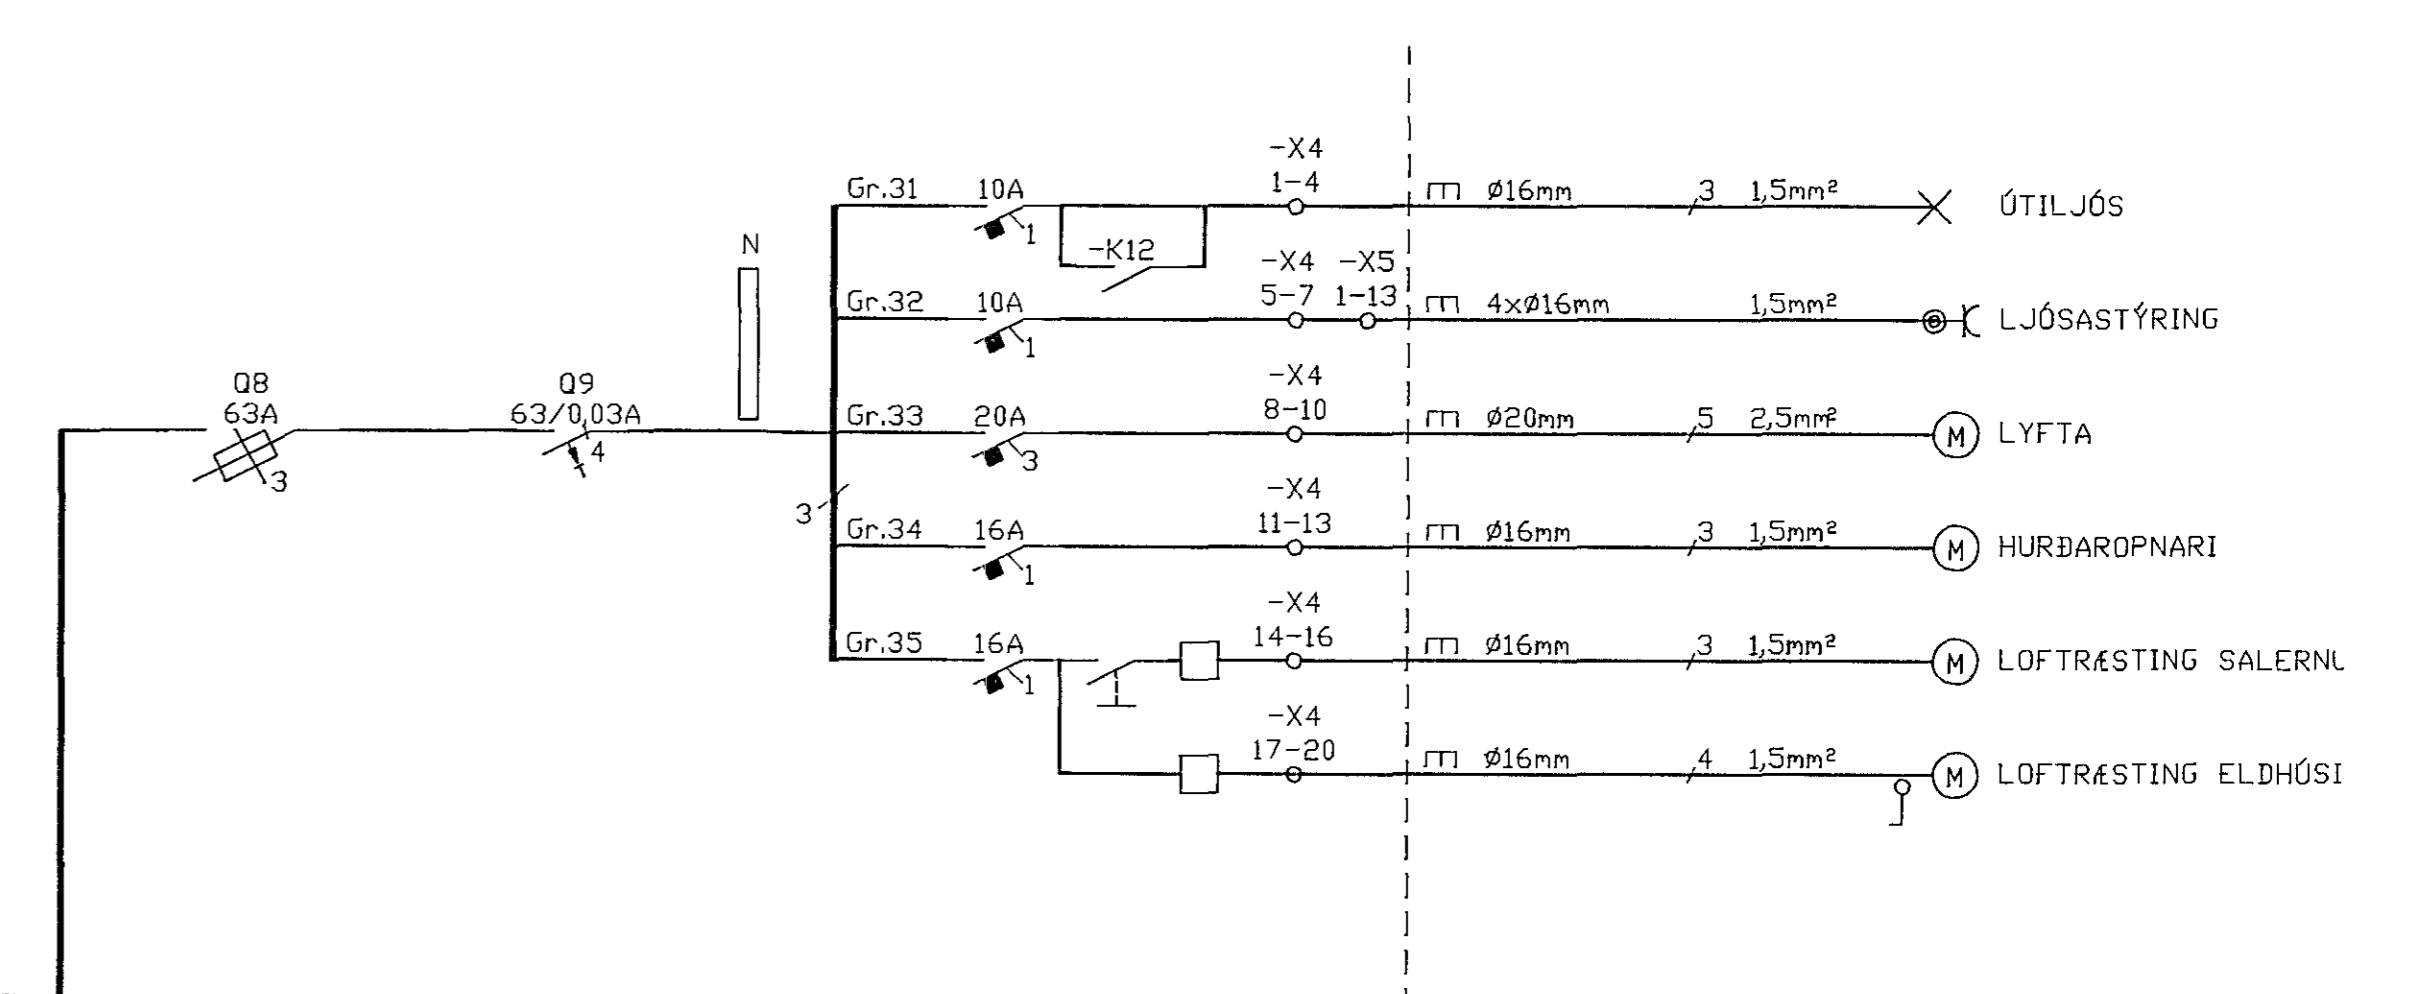 -X4
Gr.31 10A 1-4 Ø16mm 3 1,5mm² ÚTILJÓS
1
N
-K12
-X4 -X5
Gr.32 10A 5-7 1-13 4xØ16mm 1,5mm² LJÓSASTÝRING
1
Q8 Q9 -X4
63A 63/0,03A Gr.33 20A 8-10 Ø20mm 5 2,5mm² M LYFTA
3 4 3
-X4
3
Gr.34 16A 11-13 Ø16mm 3 1,5mm² M HURÐAROPNARI
1
-X4
Gr.35 16A 14-16 Ø16mm 3 1,5mm² M LOFTRÆSTING
1
-X4
17-20 Ø16mm 4 1,5mm² M LOFTRÆSTING ELDHÚSI